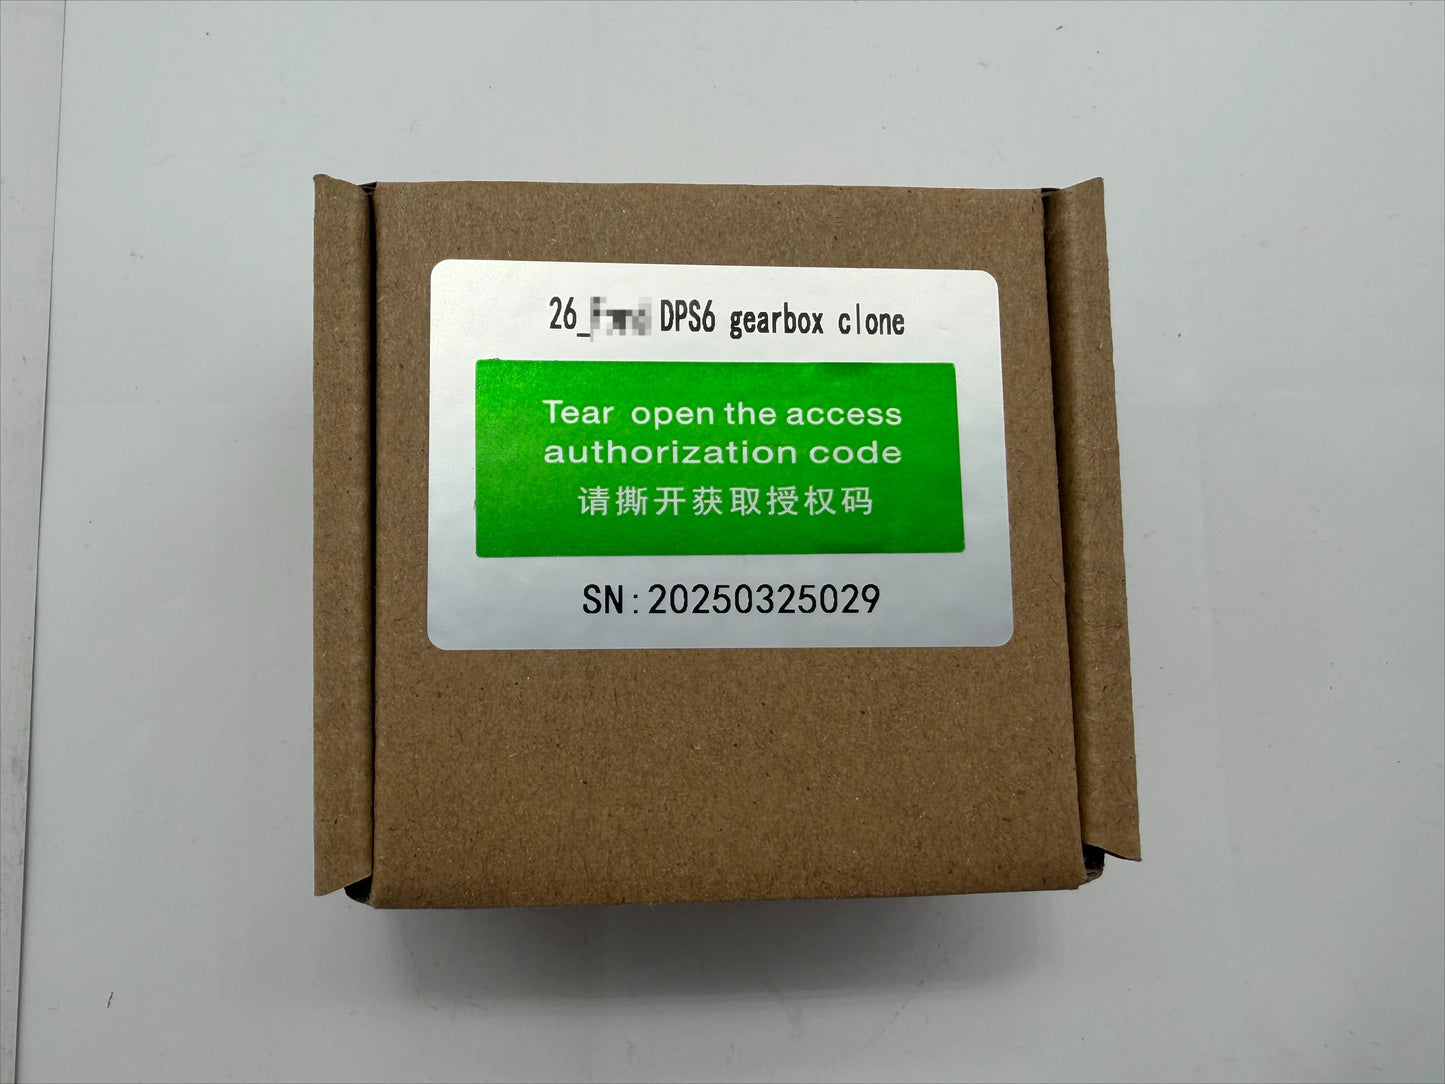 26_ DPS6 gearbox clone
Tear open the access
authorization code
请撕开获取授权码
SN:20250325029